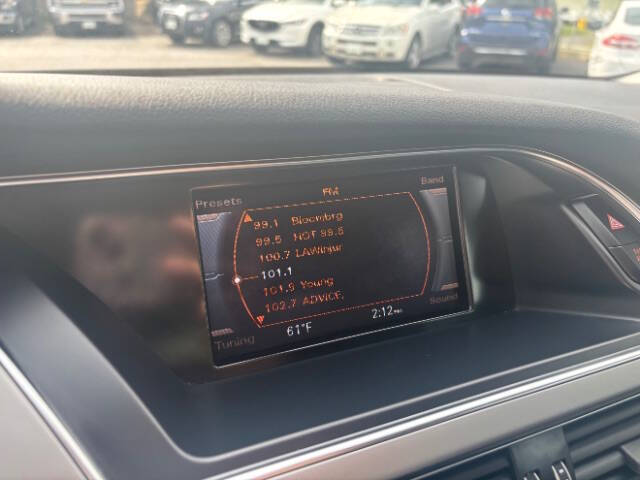 FM
Presets Band
99.1 Bloombrg
99.5 HOT 99.5
100.7 LAWinjur
101.1
101.9 Young
102.7 ADVICE,
61°F 2:12
Tuning Sound